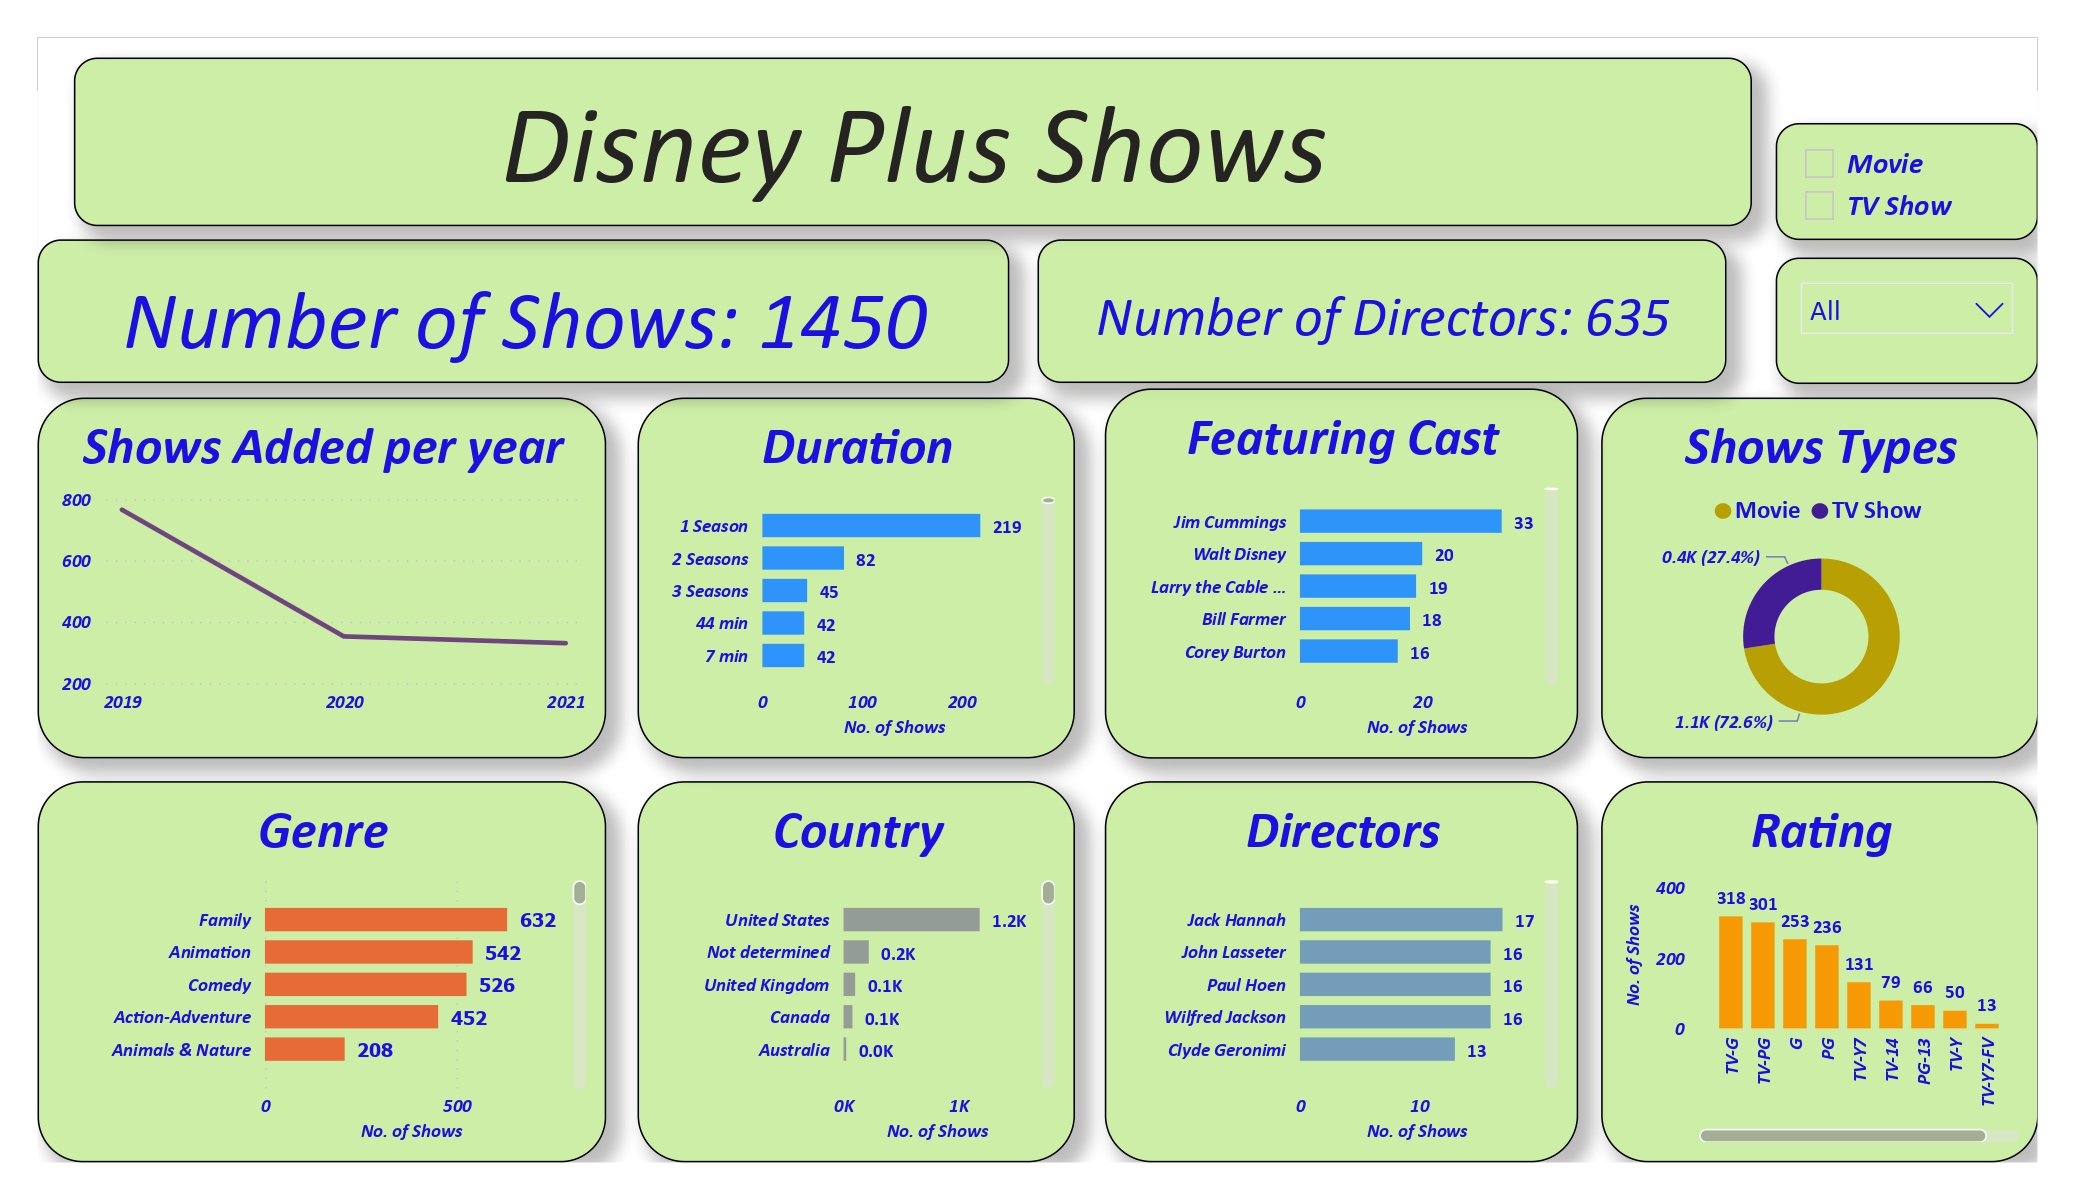 Disney Plus Shows
Movie
TV Show
Number of Shows: 1450
Number of Directors: 635
All
Shows Added per year
800
600
400
200
2019 2020 2021
Duration
1 Season 219
2 Seasons 82
3 Seasons 45
44 min 42
7 min 42
0 100 200
No. of Shows
Featuring Cast
Jim Cummings 33
Walt Disney 20
Larry the Cable ... 19
Bill Farmer 18
Corey Burton 16
0 20
No. of Shows
Shows Types
Movie TV Show
0.4K (27.4%)
1.1K (72.6%)
Genre
Family 632
Animation 542
Comedy 526
Action-Adventure 452
Animals & Nature 208
0 500
No. of Shows
Country
United States 1.2K
Not determined 0.2K
United Kingdom 0.1K
Canada 0.1K
Australia 0.0K
0K 1K
No. of Shows
Directors
Jack Hannah 17
John Lasseter 16
Paul Hoen 16
Wilfred Jackson 16
Clyde Geronimi 13
0 10
No. of Shows
Rating
No. of Shows
400
200
0
318 301 253 236 131 79 66 50 13
TV-G TV-PG G PG TV-Y7 TV-14 PG-13 TV-Y TV-Y7-FV